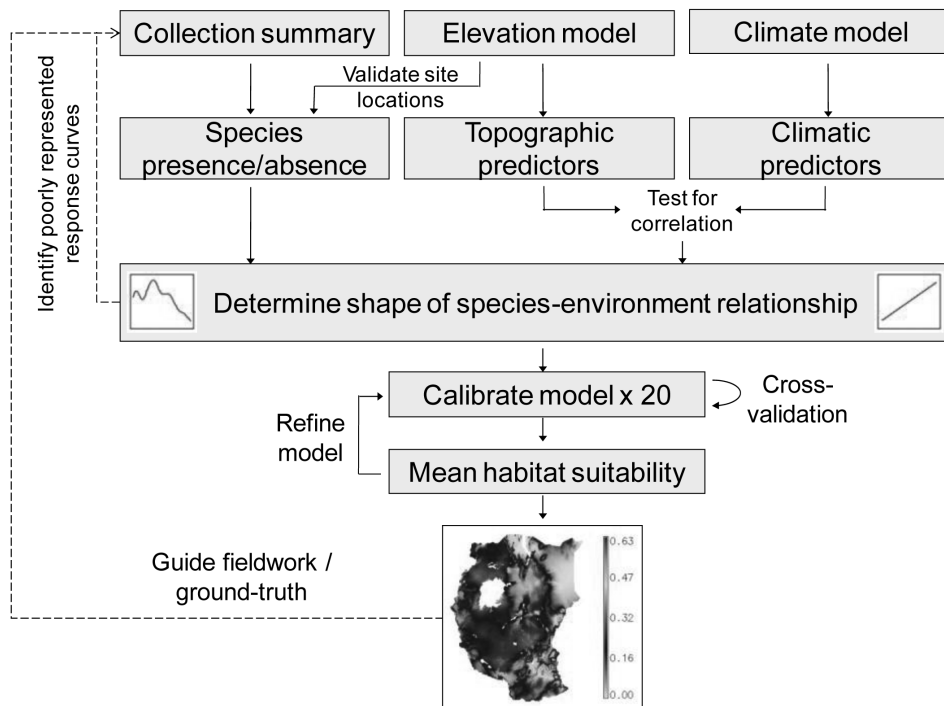 Collection summary
Elevation model
Climate model
Validate site
locations
Species
presence/absence
Topographic
predictors
Climatic
predictors
Identify poorly represented
response curves
Test for
correlation
Determine shape of species-environment relationship
Calibrate model x 20
Cross-
validation
Refine
model
Mean habitat suitability
Guide fieldwork /
ground-truth
0.63
0.47
0.32
0.16
0.00